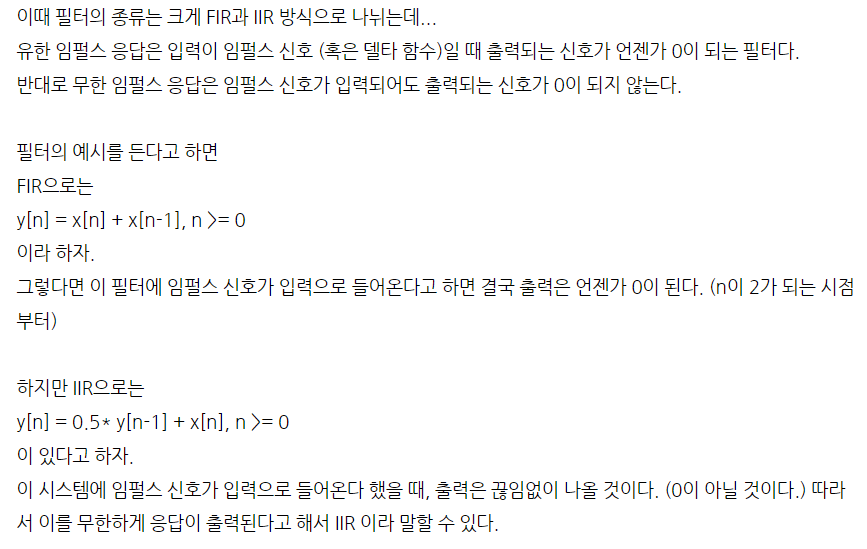 이때 필터의 종류는 크게 FIR과 IIR 방식으로 나뉘는데...
유한 임펄스 응답은 입력이 임펄스 신호 (혹은 델타 함수)일 때 출력되는 신호가 언젠가 0이 되는 필터다.
반대로 무한 임펄스 응답은 임펄스 신호가 입력되어도 출력되는 신호가 0이 되지 않는다.
필터의 예시를 든다고 하면
FIR으로는
y[n] = x[n] + x[n-1], n >= 0
이라 하자.
그렇다면 이 필터에 임펄스 신호가 입력으로 들어온다고 하면 결국 출력은 언젠가 0이 된다. (n이 2가 되는 시점
부터)
하지만 IIR으로는
y[n] = 0.5* y[n-1] + x[n], n >= 0
이 있다고 하자.
이 시스템에 임펄스 신호가 입력으로 들어온다 했을 때, 출력은 끊임없이 나올 것이다. (0이 아닐 것이다.) 따라
서 이를 무한하게 응답이 출력된다고 해서 IIR 이라 말할 수 있다.